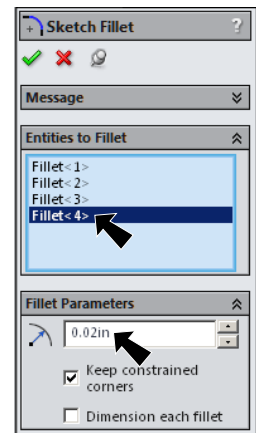 Sketch Fillet ?
Message
Entities to Fillet
Fillet<1>
Fillet<2>
Fillet<3>
Fillet<4>
Fillet Parameters
0.02in
Keep constrained
corners
Dimension each fillet